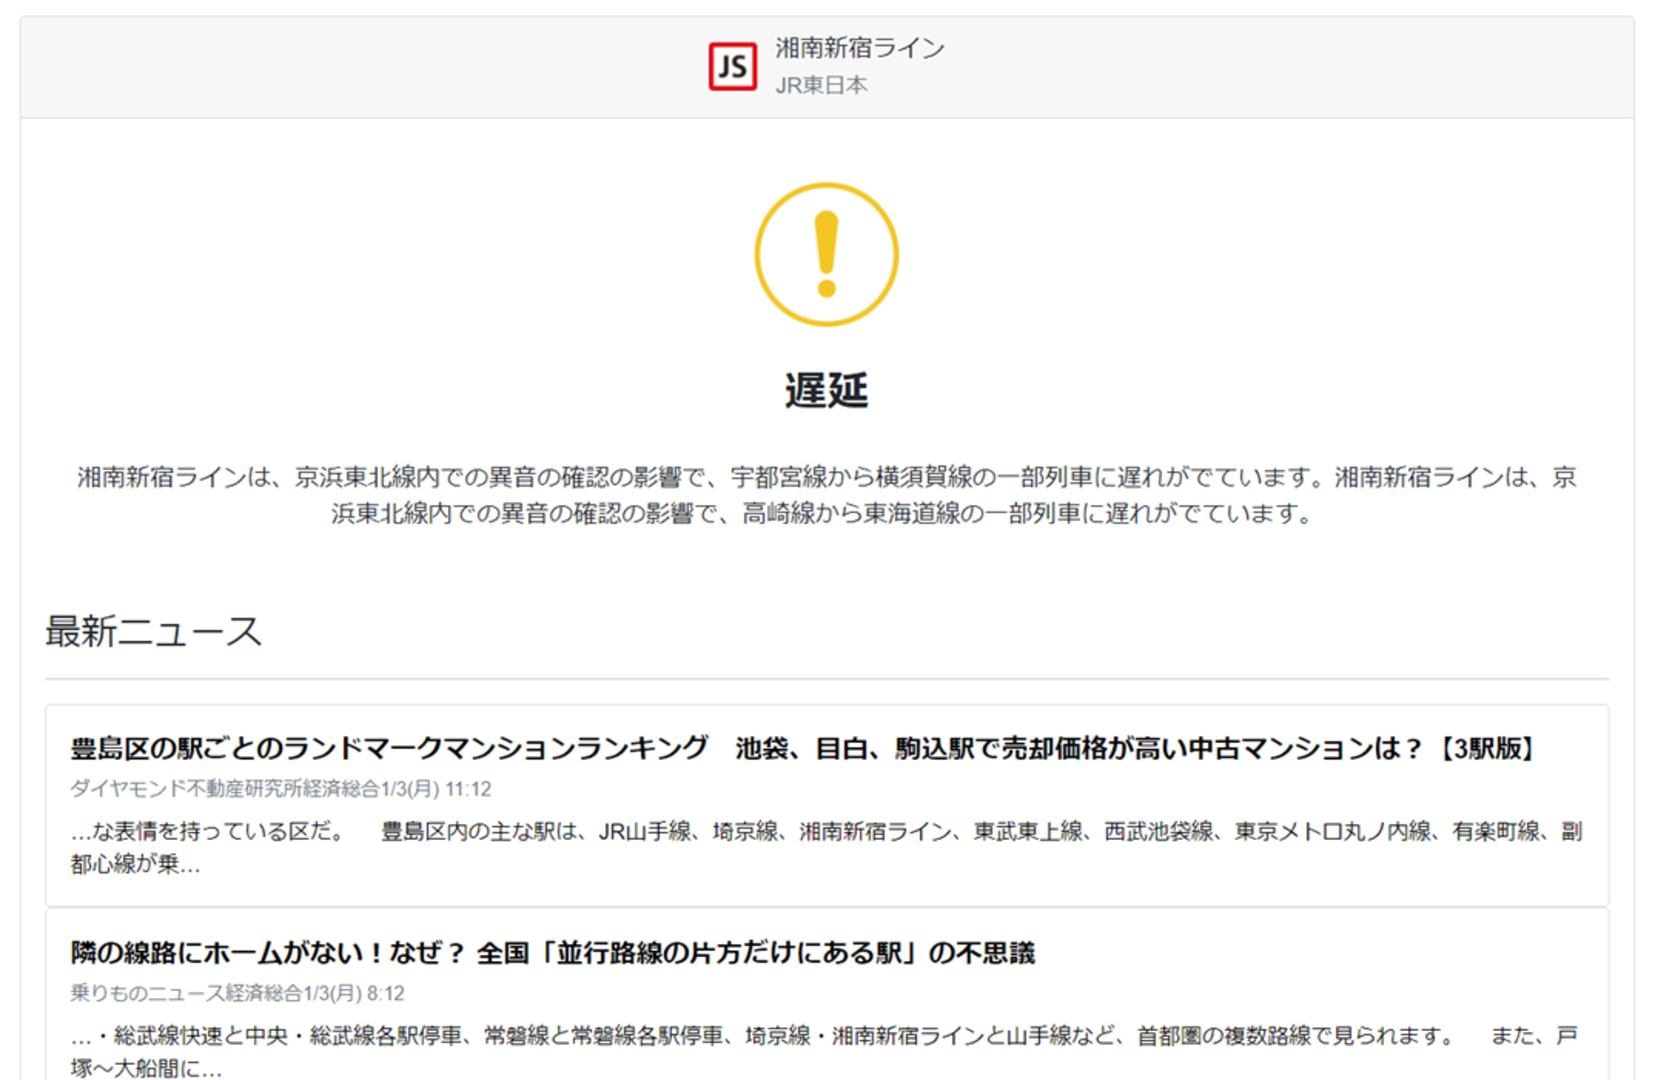 JS
湘南新宿ライン
JR東日本
遅延
湘南新宿ラインは、京浜東北線内での異音の確認の影響で、宇都宮線から横須賀線の一部列車に遅れがでています。湘南新宿ラインは、京
浜東北線内での異音の確認の影響で、高崎線から東海道線の一部列車に遅れがでています。
最新ニュース
豊島区の駅ごとのランドマークマンションランキング　池袋、目白、駒込駅で売却価格が高い中古マンションは？【3駅版】
ダイヤモンド不動産研究所経済総合1/3(月) 11:12
…な表情を持っている区だ。　豊島区内の主な駅は、JR山手線、埼京線、湘南新宿ライン、東武東上線、西武池袋線、東京メトロ丸ノ内線、有楽町線、副
都心線が乗…
隣の線路にホームがない！なぜ？ 全国「並行路線の片方だけにある駅」の不思議
乗りものニュース経済総合1/3(月) 8:12
…・総武線快速と中央・総武線各駅停車、常磐線と常磐線各駅停車、埼京線・湘南新宿ラインと山手線など、首都圏の複数路線で見られます。　また、戸
塚～大船間に…